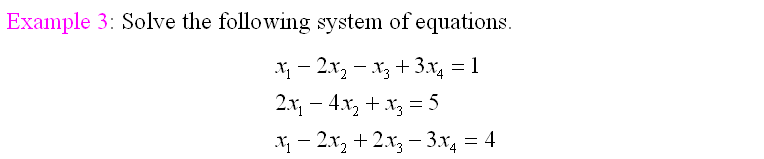 Example 3: Solve the following system of equations.
x₁ − 2x₂ − x₃ + 3x₄ = 1
2x₁ − 4x₂ + x₃ = 5
x₁ − 2x₂ + 2x₃ − 3x₄ = 4